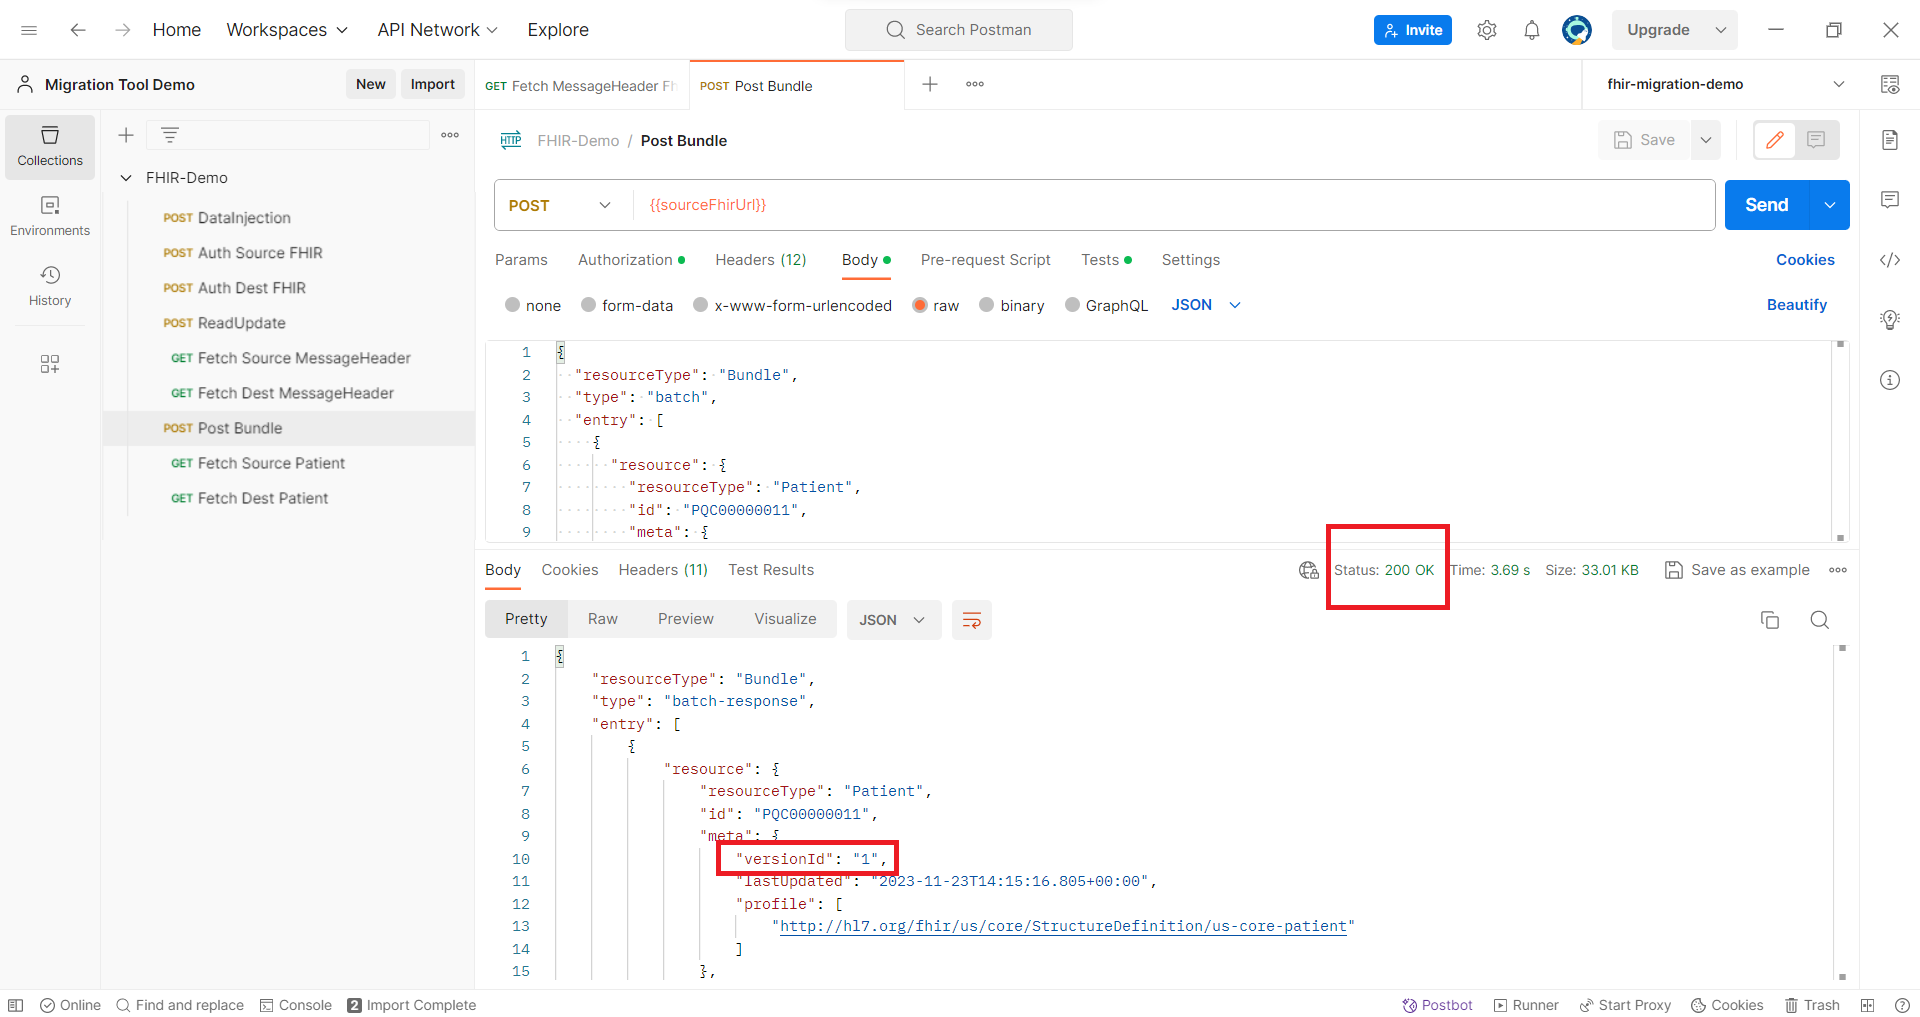 Home Workspaces API Network Explore Search Postman Invite Upgrade
Migration Tool Demo New Import
GET Fetch MessageHeader Fh POST Post Bundle fhir-migration-demo
Collections
Environments
History
FHIR-Demo
POST DataInjection
POST Auth Source FHIR
POST Auth Dest FHIR
POST ReadUpdate
GET Fetch Source MessageHeader
GET Fetch Dest MessageHeader
POST Post Bundle
GET Fetch Source Patient
GET Fetch Dest Patient
HTTP FHIR-Demo / Post Bundle Save
POST {{sourceFhirUrl}} Send
Params Authorization Headers (12) Body Pre-request Script Tests Settings Cookies
none form-data x-www-form-urlencoded raw binary GraphQL JSON Beautify
1 {
2 "resourceType": "Bundle",
3 "type": "batch",
4 "entry": [
5 {
6 "resource": {
7 "resourceType": "Patient",
8 "id": "PQC00000011",
9 "meta": {
Body Cookies Headers (11) Test Results Status: 200 OK Time: 3.69 s Size: 33.01 KB Save as example
Pretty Raw Preview Visualize JSON
1 {
2 "resourceType": "Bundle",
3 "type": "batch-response",
4 "entry": [
5 {
6 "resource": {
7 "resourceType": "Patient",
8 "id": "PQC00000011",
9 "meta": {
10 "versionId": "1",
11 "lastUpdated": "2023-11-23T14:15:16.805+00:00",
12 "profile": [
13 "http://hl7.org/fhir/us/core/StructureDefinition/us-core-patient"
14 ]
15 },
Online Find and replace Console 2 Import Complete Postbot Runner Start Proxy Cookies Trash